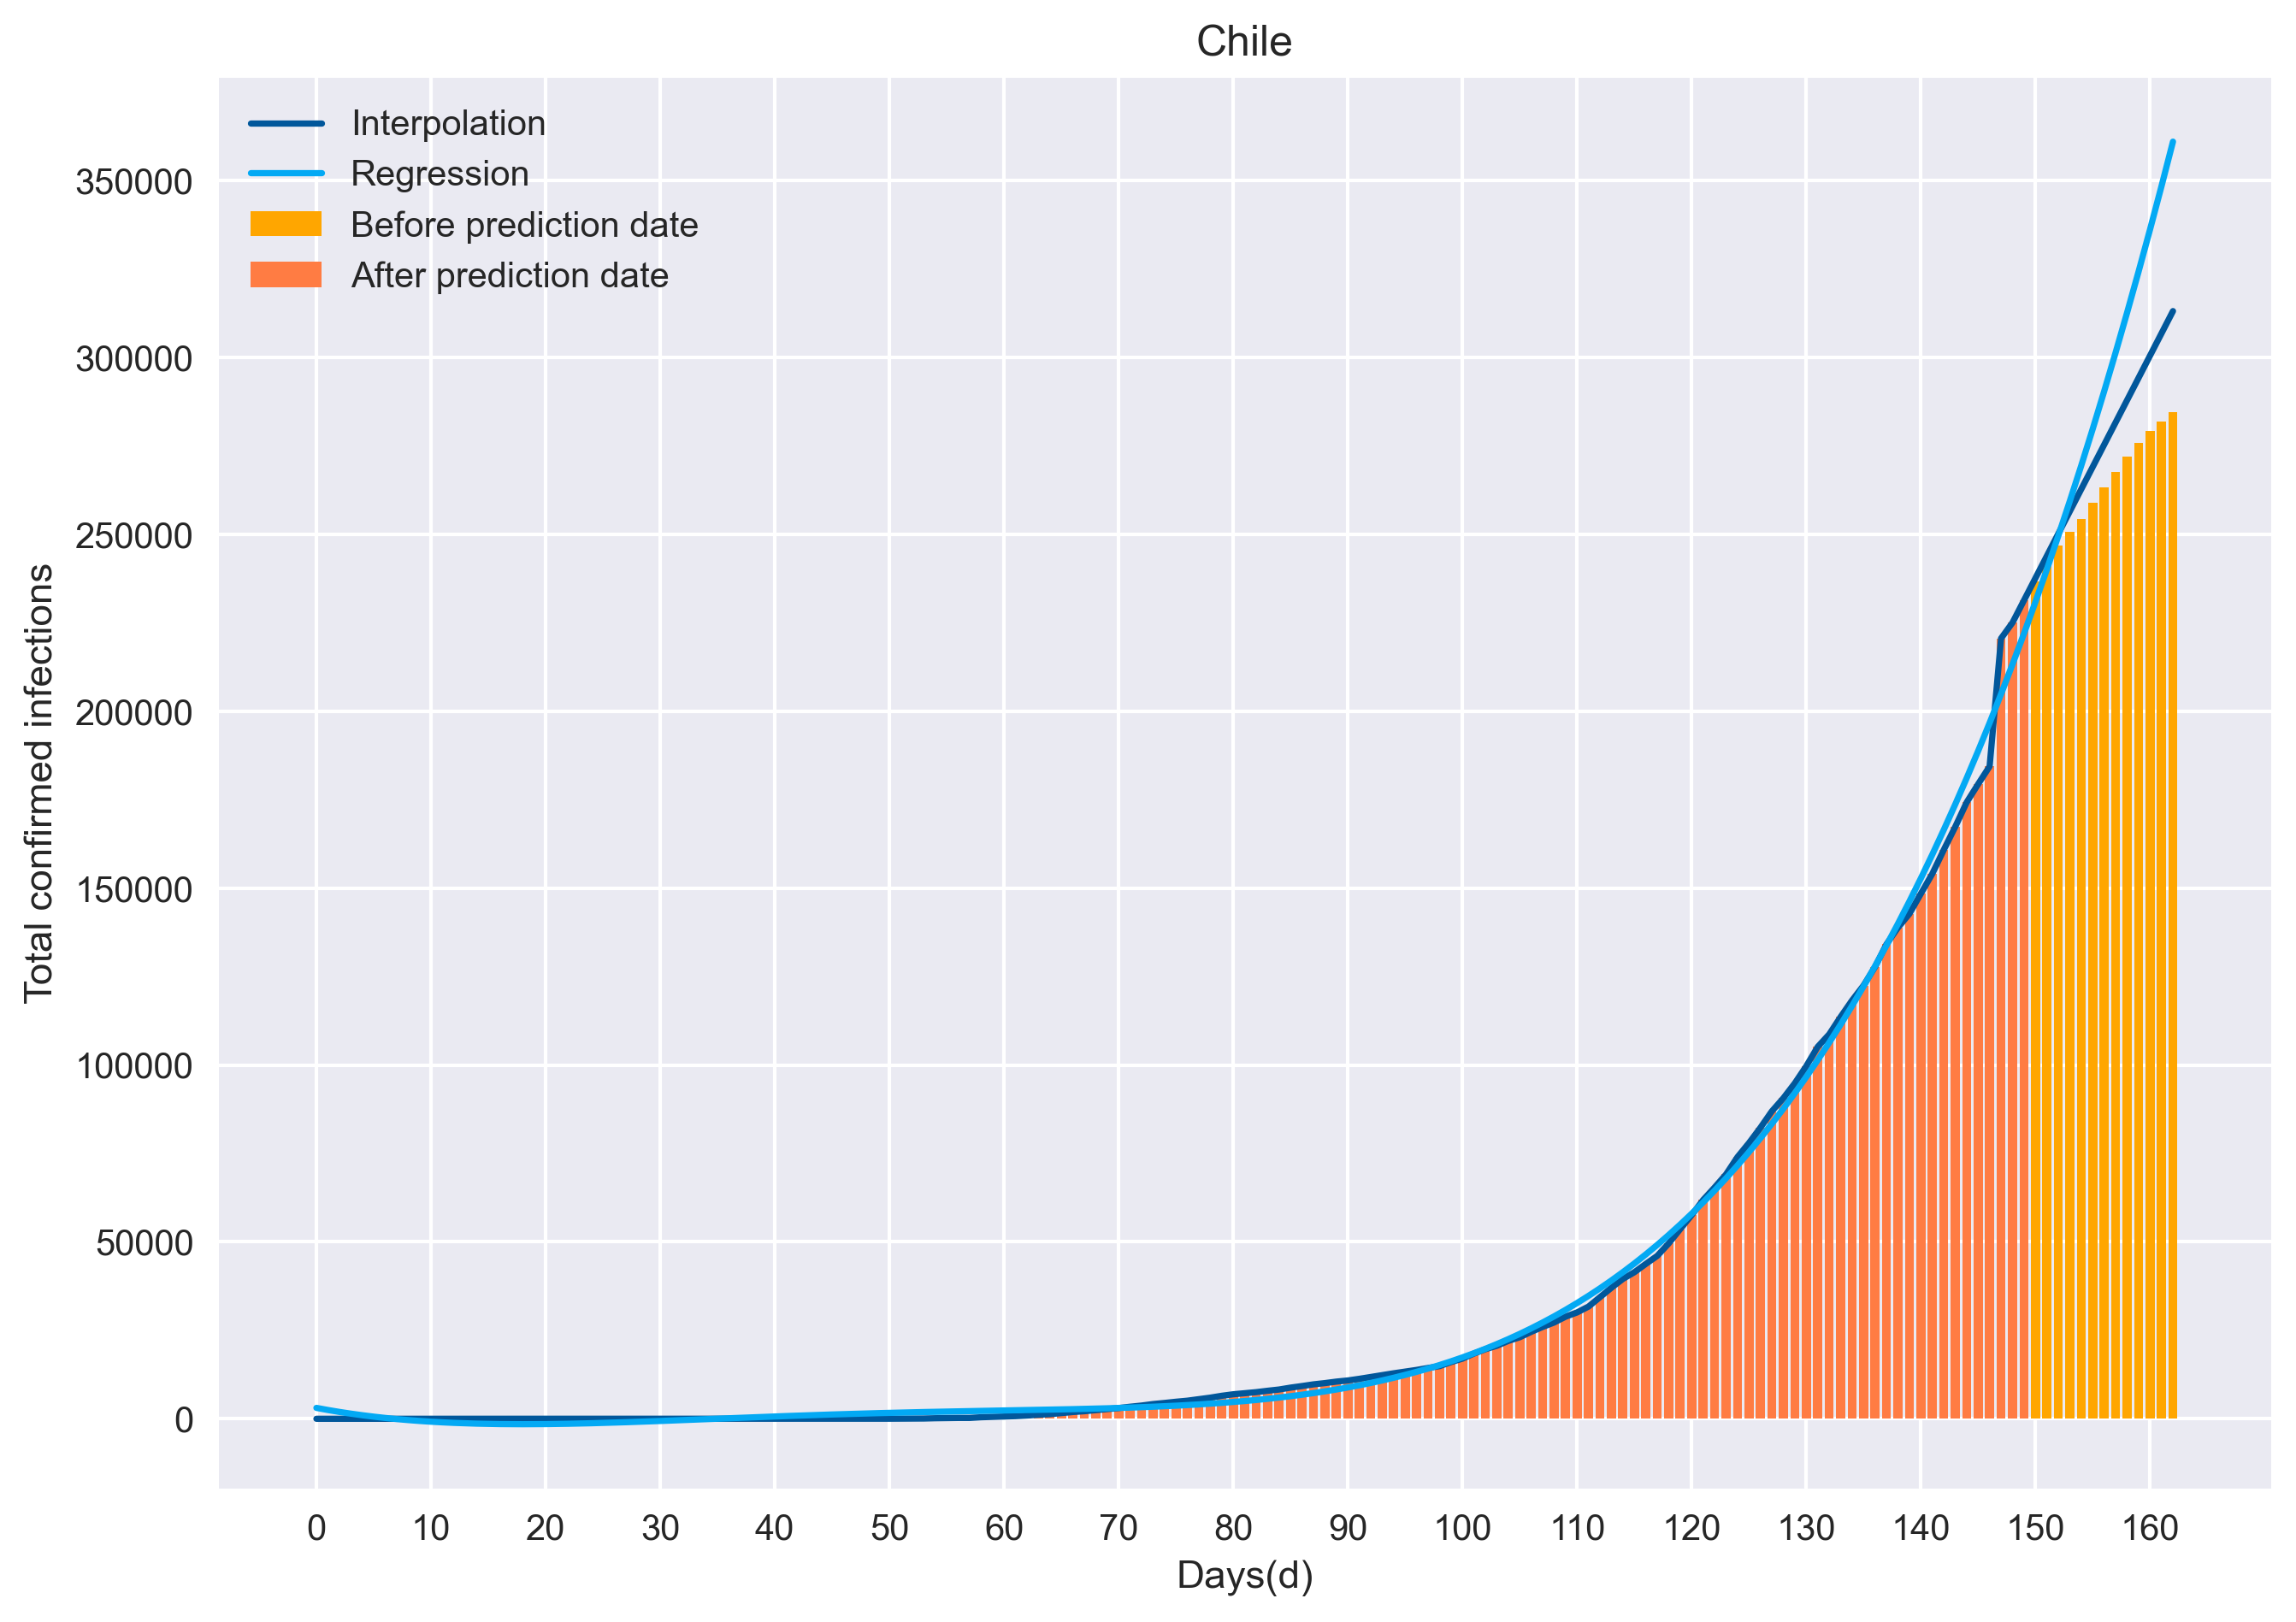 Chile
Interpolation
Regression
Before prediction date
After prediction date
350000
300000
250000
200000
150000
100000
50000
0
Total confirmed infections
0 10 20 30 40 50 60 70 80 90 100 110 120 130 140 150 160
Days(d)